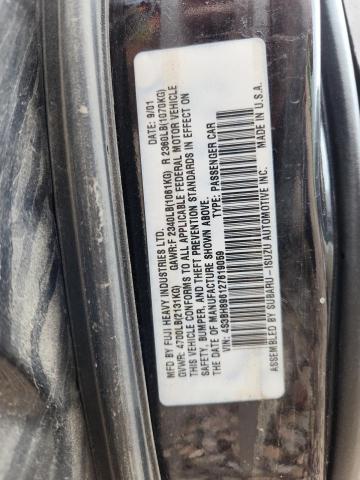 MFD BY FUJI HEAVY INDUSTRIES LTD. DATE: 9/01
GVWR: 4700LB(2131KG) GAWR:F 2340LB(1061KG) R 2360LB(1070KG)
THIS VEHICLE CONFORMS TO ALL APPLICABLE FEDERAL MOTOR VEHICLE
SAFETY, BUMPER, AND THEFT PREVENTION STANDARDS IN EFFECT ON
THE DATE OF MANUFACTURE SHOWN ABOVE.
VIN: 4S3BH896127619059 TYPE: PASSENGER CAR
ASSEMBLED BY SUBARU-ISUZU AUTOMOTIVE INC. MADE IN U.S.A.